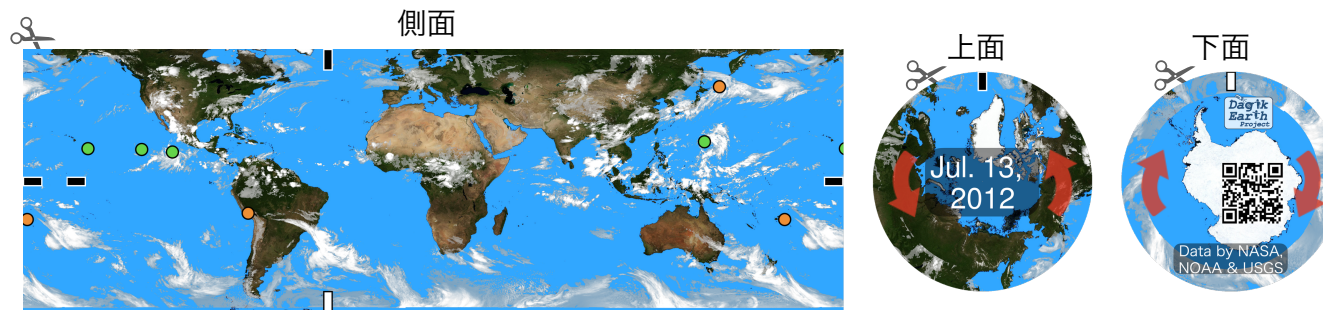 側面
上面
下面
Jul. 13,
2012
Dagik
Earth
Project
Data by NASA,
NOAA & USGS